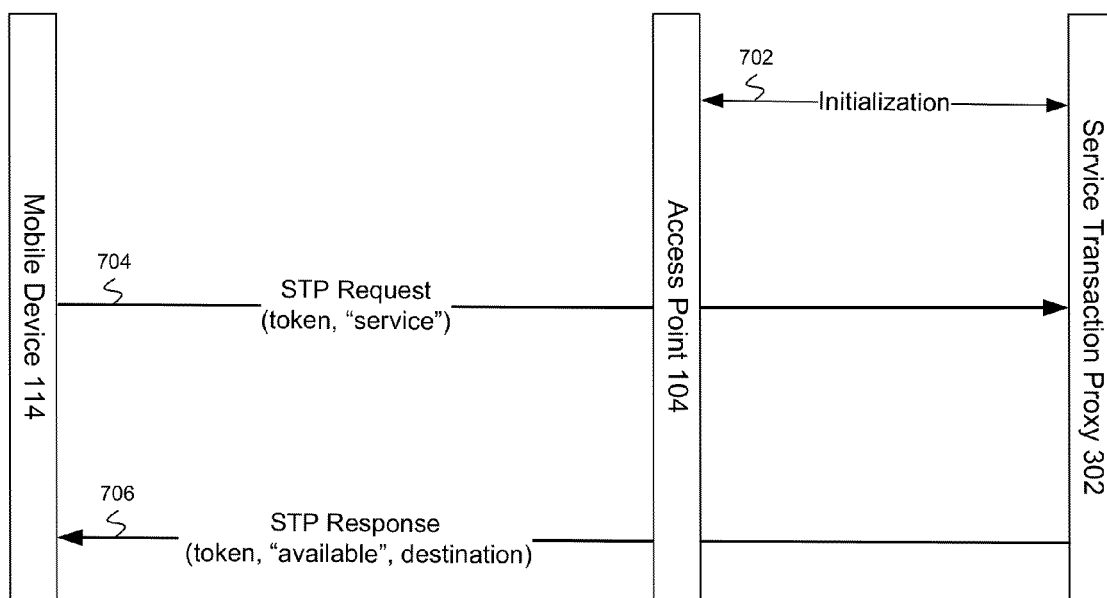 702
Initialization
Mobile Device 114
Access Point 104
Service Transaction Proxy 302
704
STP Request
(token, “service”)
706
STP Response
(token, “available”, destination)